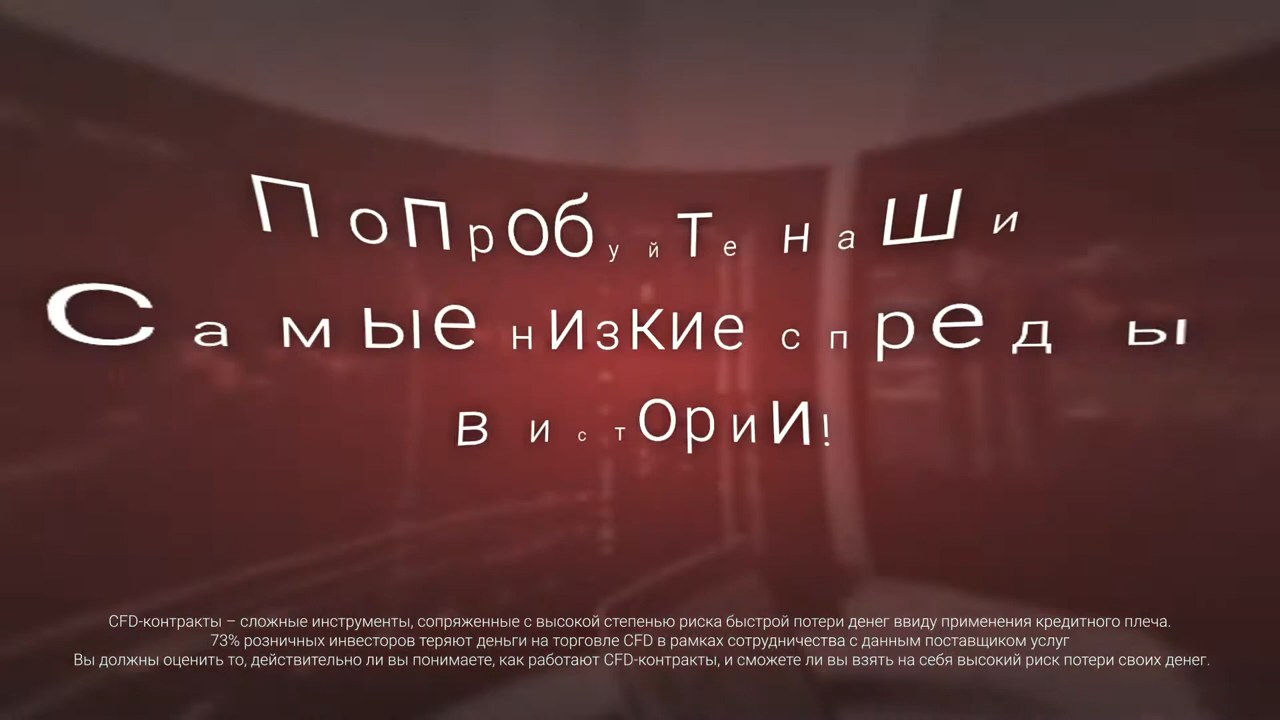 Попробуйте наши
Самые низкие спреды
в истории!
CFD-контракты – сложные инструменты, сопряженные с высокой степенью риска быстрой потери денег ввиду применения кредитного плеча.
73% розничных инвесторов теряют деньги на торговле CFD в рамках сотрудничества с данным поставщиком услуг
Вы должны оценить то, действительно ли вы понимаете, как работают CFD-контракты, и сможете ли вы взять на себя высокий риск потери своих денег.